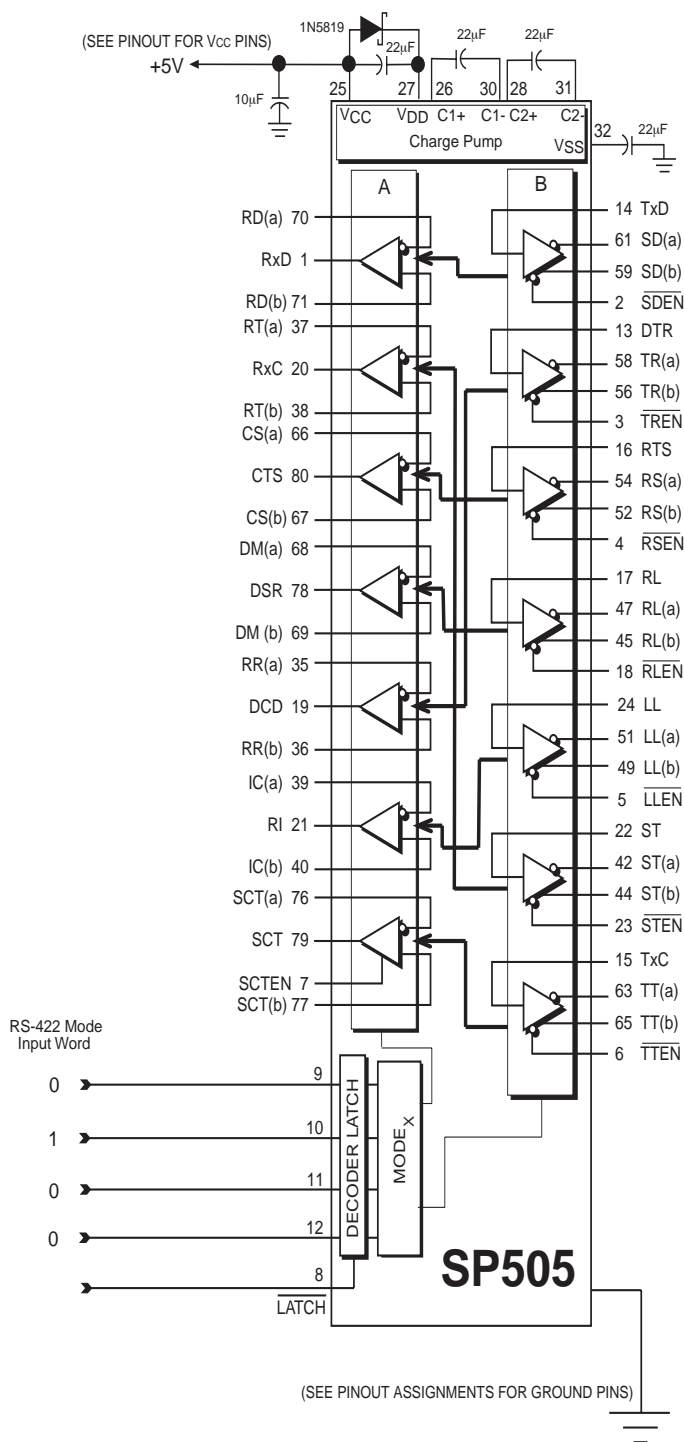 1N5819
(SEE PINOUT FOR VCC PINS)
22µF
22µF
22µF
+5V
25
27
26
30
28
31
10µF
VCC
VDD
C1+
C1-
C2+
C2-
Charge Pump
VSS
32
22µF
A
B
RD(a) 70
RxD 1
RD(b) 71
RT(a) 37
RxC 20
RT(b) 38
CS(a) 66
CTS 80
CS(b) 67
DM(a) 68
DSR 78
DM (b) 69
RR(a) 35
DCD 19
RR(b) 36
IC(a) 39
RI 21
IC(b) 40
SCT(a) 76
SCT 79
SCTEN 7
SCT(b) 77
14 TxD
61 SD(a)
59 SD(b)
2 SDEN
13 DTR
58 TR(a)
56 TR(b)
3 TREN
16 RTS
54 RS(a)
52 RS(b)
4 RSEN
17 RL
47 RL(a)
45 RL(b)
18 RLEN
24 LL
51 LL(a)
49 LL(b)
5 LLEN
22 ST
42 ST(a)
44 ST(b)
23 STEN
15 TxC
63 TT(a)
65 TT(b)
6 TTEN
RS-422 Mode
Input Word
0
9
1
10
0
11
0
12
8
LATCH
DECODER LATCH
MODEX
SP505
(SEE PINOUT ASSIGNMENTS FOR GROUND PINS)